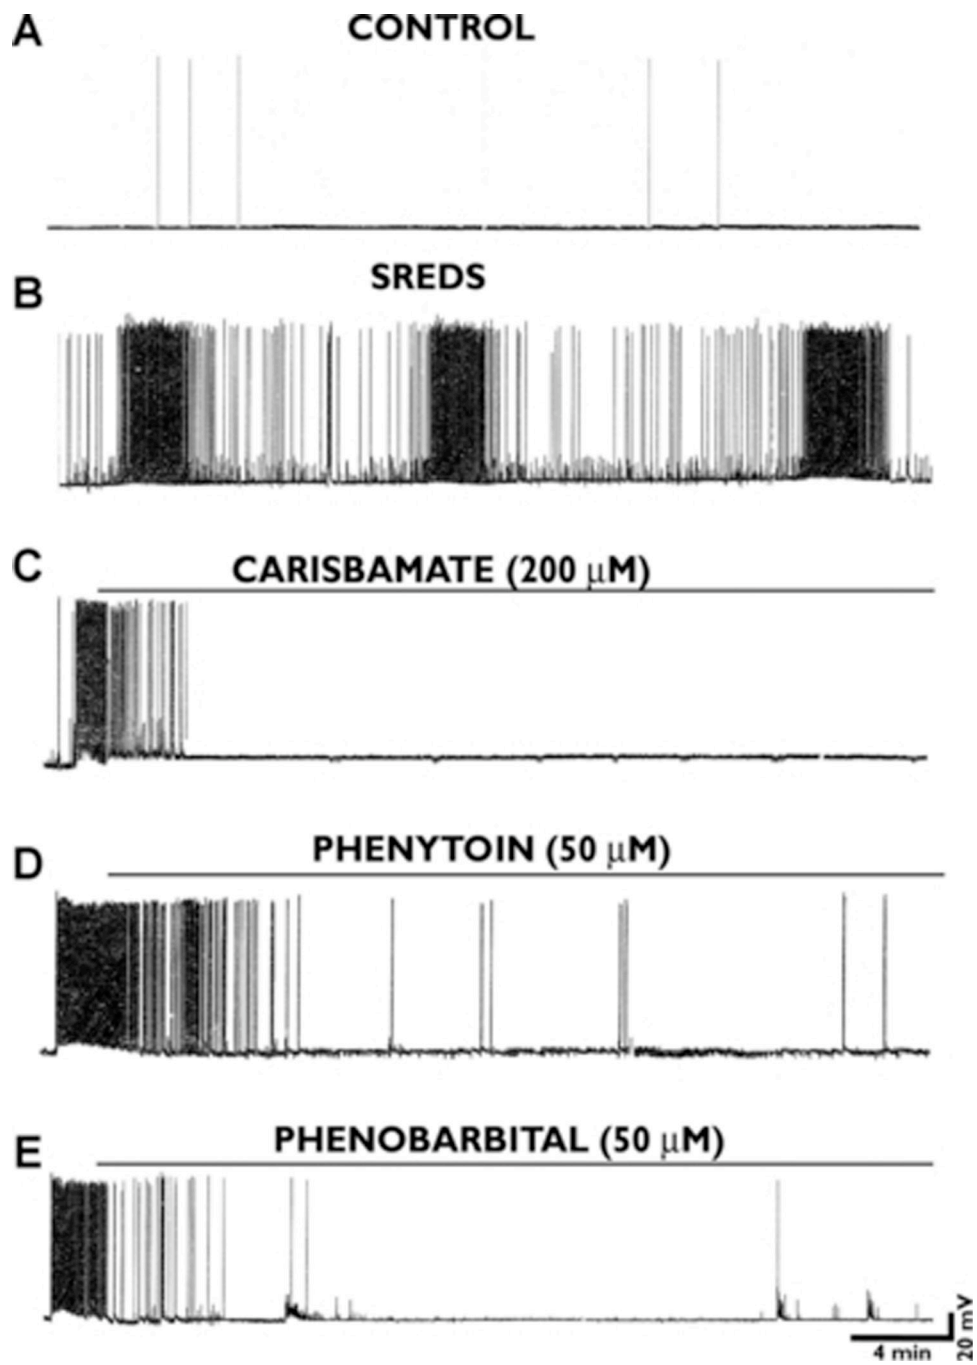 A
CONTROL
B
SREDS
C
CARISBAMATE (200 μM)
D
PHENYTOIN (50 μM)
E
PHENOBARBITAL (50 μM)
20 mV
4 min